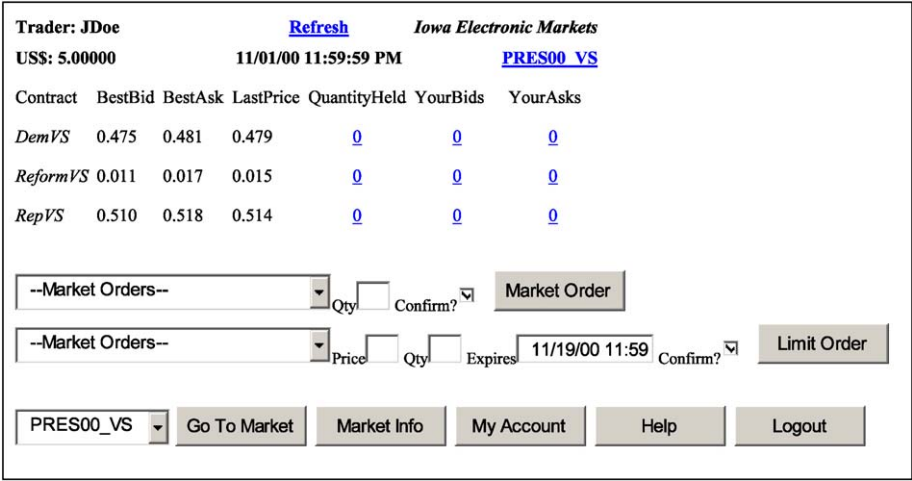 Trader: JDoe Refresh Iowa Electronic Markets
US$: 5.00000 11/01/00 11:59:59 PM PRES00_VS
Contract BestBid BestAsk LastPrice QuantityHeld YourBids YourAsks
DemVS 0.475 0.481 0.479 0 0 0
ReformVS 0.011 0.017 0.015 0 0 0
RepVS 0.510 0.518 0.514 0 0 0
--Market Orders-- Qty Confirm? Market Order
--Market Orders-- Price Qty Expires 11/19/00 11:59 Confirm? Limit Order
PRES00_VS Go To Market Market Info My Account Help Logout